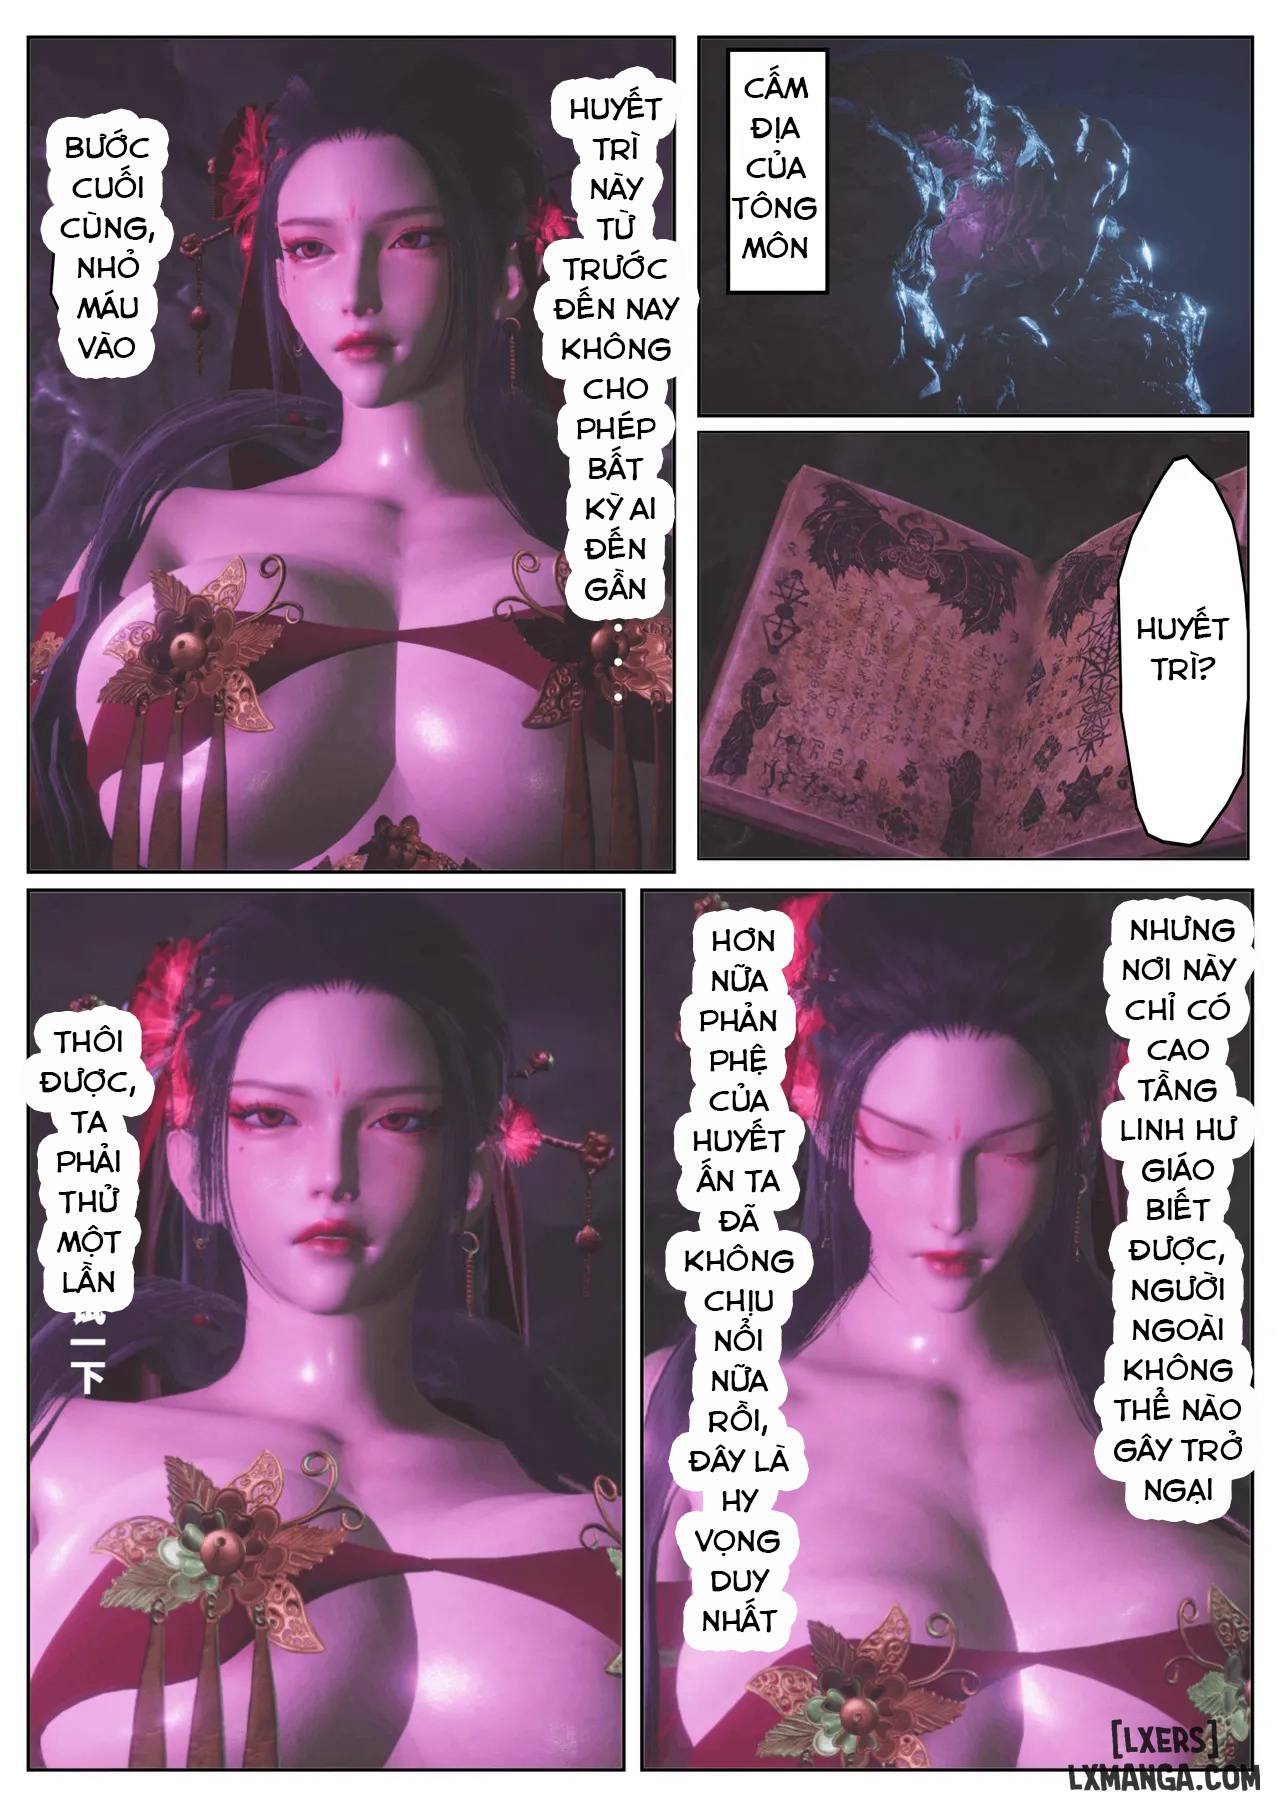 CẤM
ĐỊA
CỦA
TÔNG
MÔN
HUYẾT
TRÌ?
HUYẾT
TRÌ
NÀY
TỪ
TRƯỚC
ĐẾN NAY
KHÔNG
CHO
PHÉP
BẤT
KỲ AI
ĐẾN
GẦN
...
BƯỚC
CUỐI
CÙNG,
NHỎ
MÁU
VÀO
NHƯNG
NƠI NÀY
CHỈ CÓ
CAO
TẦNG
LINH HƯ
GIÁO
BIẾT
ĐƯỢC,
NGƯỜI
NGOÀI
KHÔNG
THỂ NÀO
GÂY TRỞ
NGẠI
HƠN
NỮA
PHẢN
PHỆ
CỦA
HUYẾT
ẤN TA
ĐÃ
KHÔNG
CHỊU
NỔI
NỮA
RỒI,
ĐÂY LÀ
HY
VỌNG
DUY
NHẤT
THÔI
ĐƯỢC,
TA
PHẢI
THỬ
MỘT
LẦN
一下
[LXERS]
LXMANGA.COM